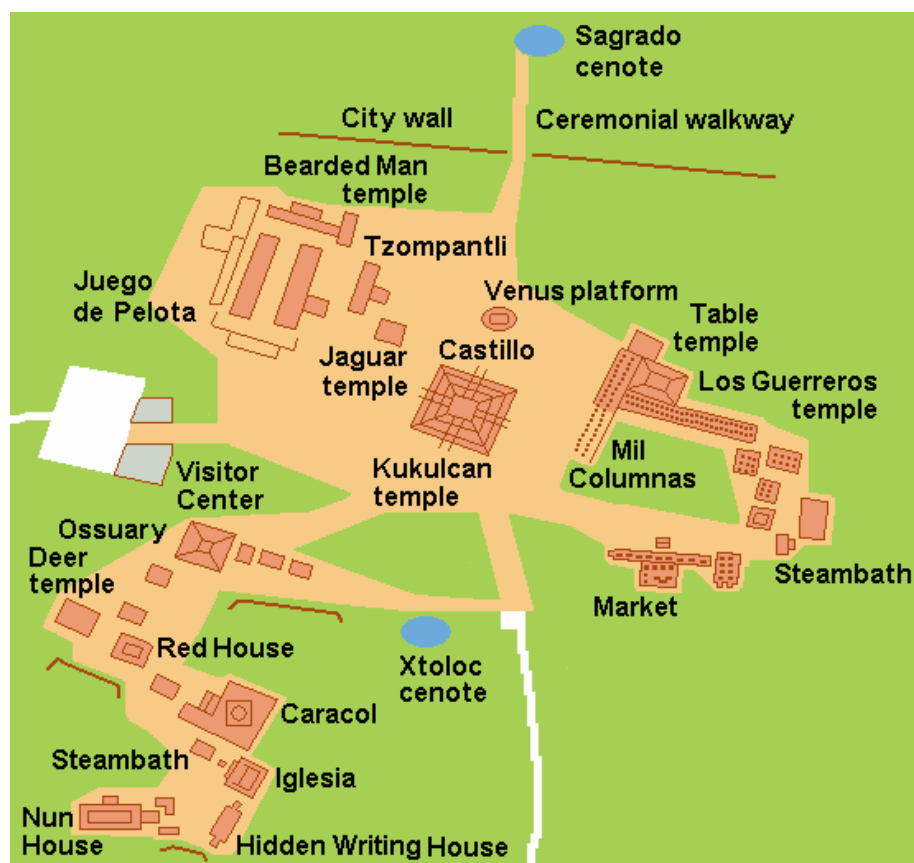 Sagrado
cenote
City wall
Ceremonial walkway
Bearded Man
temple
Tzompantli
Juego
de Pelota
Venus platform
Table
temple
Jaguar
temple
Castillo
Los Guerreros
temple
Mil
Columnas
Kukulcan
temple
Visitor
Center
Ossuary
Deer
temple
Steambath
Market
Red House
Xtoloc
cenote
Caracol
Steambath
Iglesia
Nun
House
Hidden Writing House